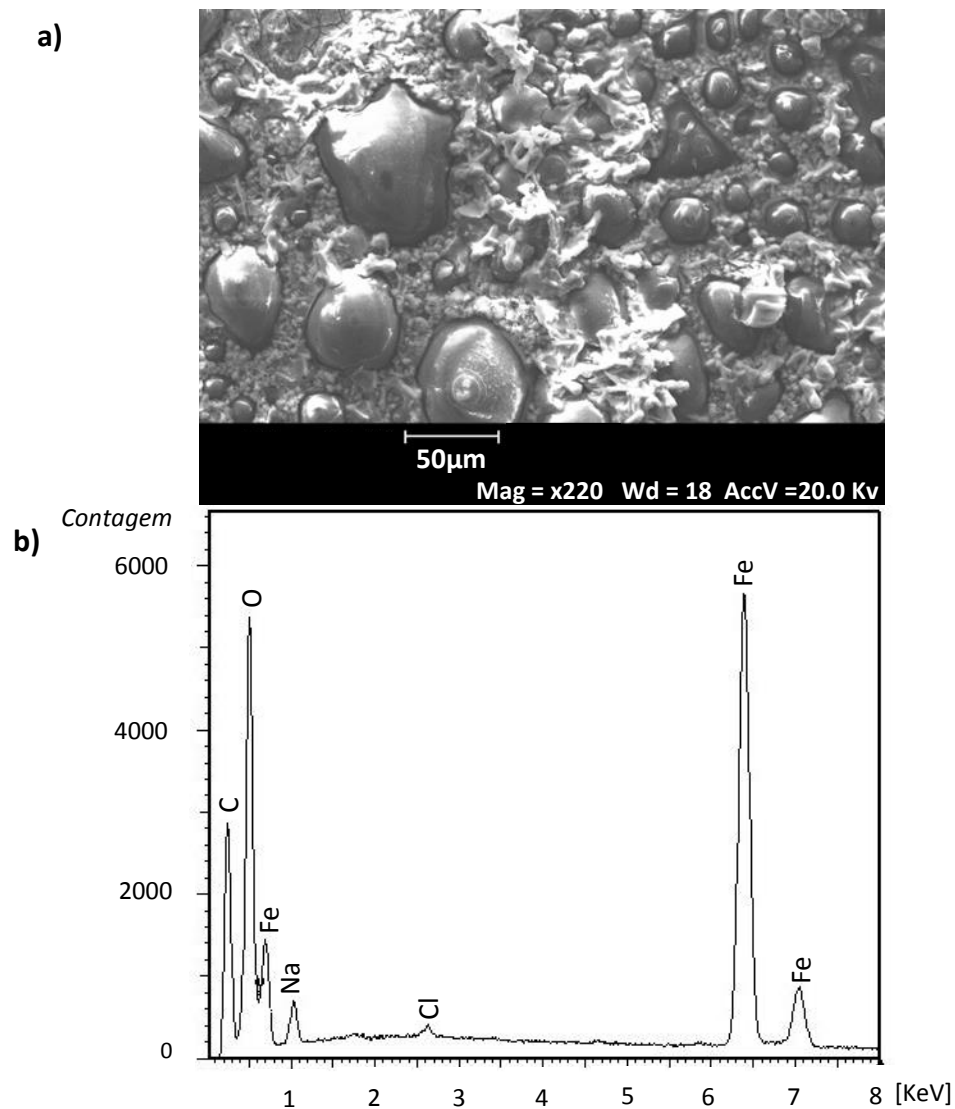 a)
50µm
Mag = x220 Wd = 18 AccV =20.0 Kv
b)
Contagem
6000
4000
2000
0
C
O
Fe
Na
Cl
Fe
Fe
1 2 3 4 5 6 7 8 [KeV]